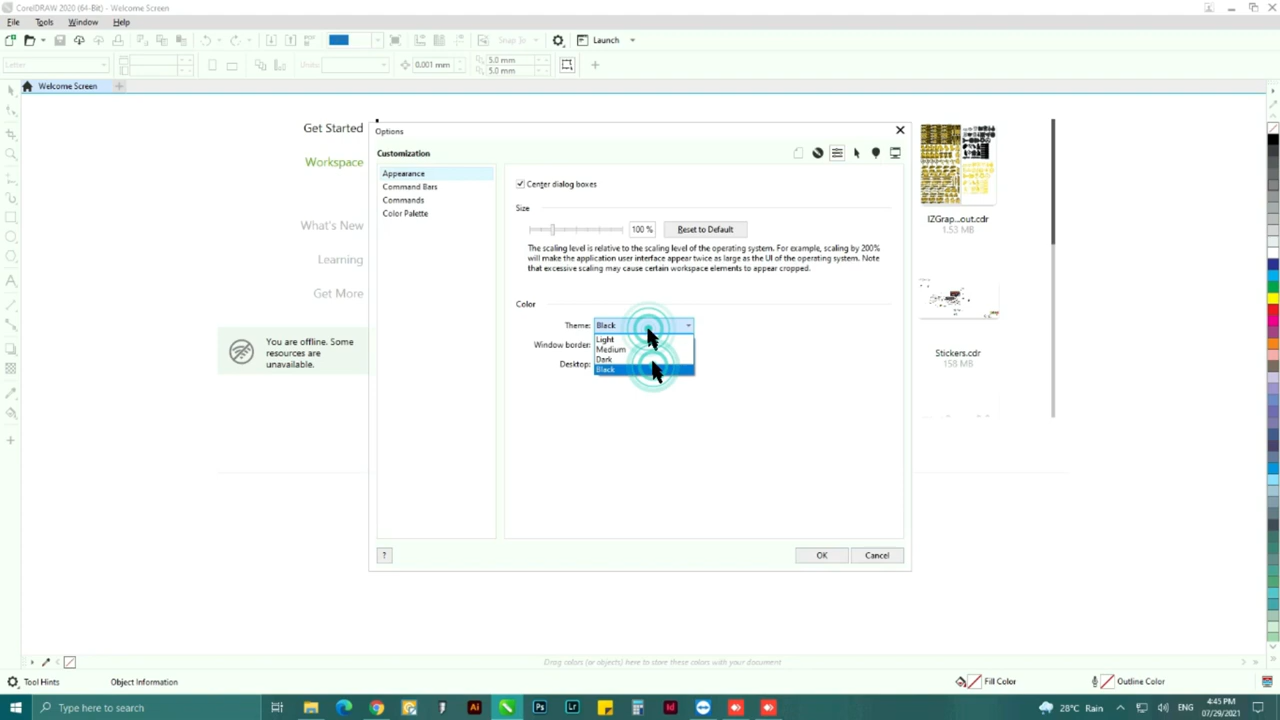 CorelDRAW 2020 (64-Bit) - Welcome Screen
File Tools Window Help
Snap To Launch
Letter Units: 0.001 mm 5.0 mm
5.0 mm
Welcome Screen
Get Started
Workspace
What's New
Learning
Get More
You are offline. Some
resources are
unavailable.
Options
Customization
Appearance
Command Bars
Commands
Color Palette
Center dialog boxes
Size
100 % Reset to Default
The scaling level is relative to the scaling level of the operating system. For example, scaling by 200%
will make the application user interface appear twice as large as the UI of the operating system. Note
that excessive scaling may cause certain workspace elements to appear cropped.
Color
Theme: Black
Light
Window border: Medium
Dark
Desktop: Black
? OK Cancel
IZGrap...out.cdr
1.53 MB
Stickers.cdr
158 MB
Drag colors (or objects) here to store these colors with your document
Tool Hints Object Information Fill Color Outline Color
Type here to search 28°C Rain ENG 4:45 PM
07/29/2021